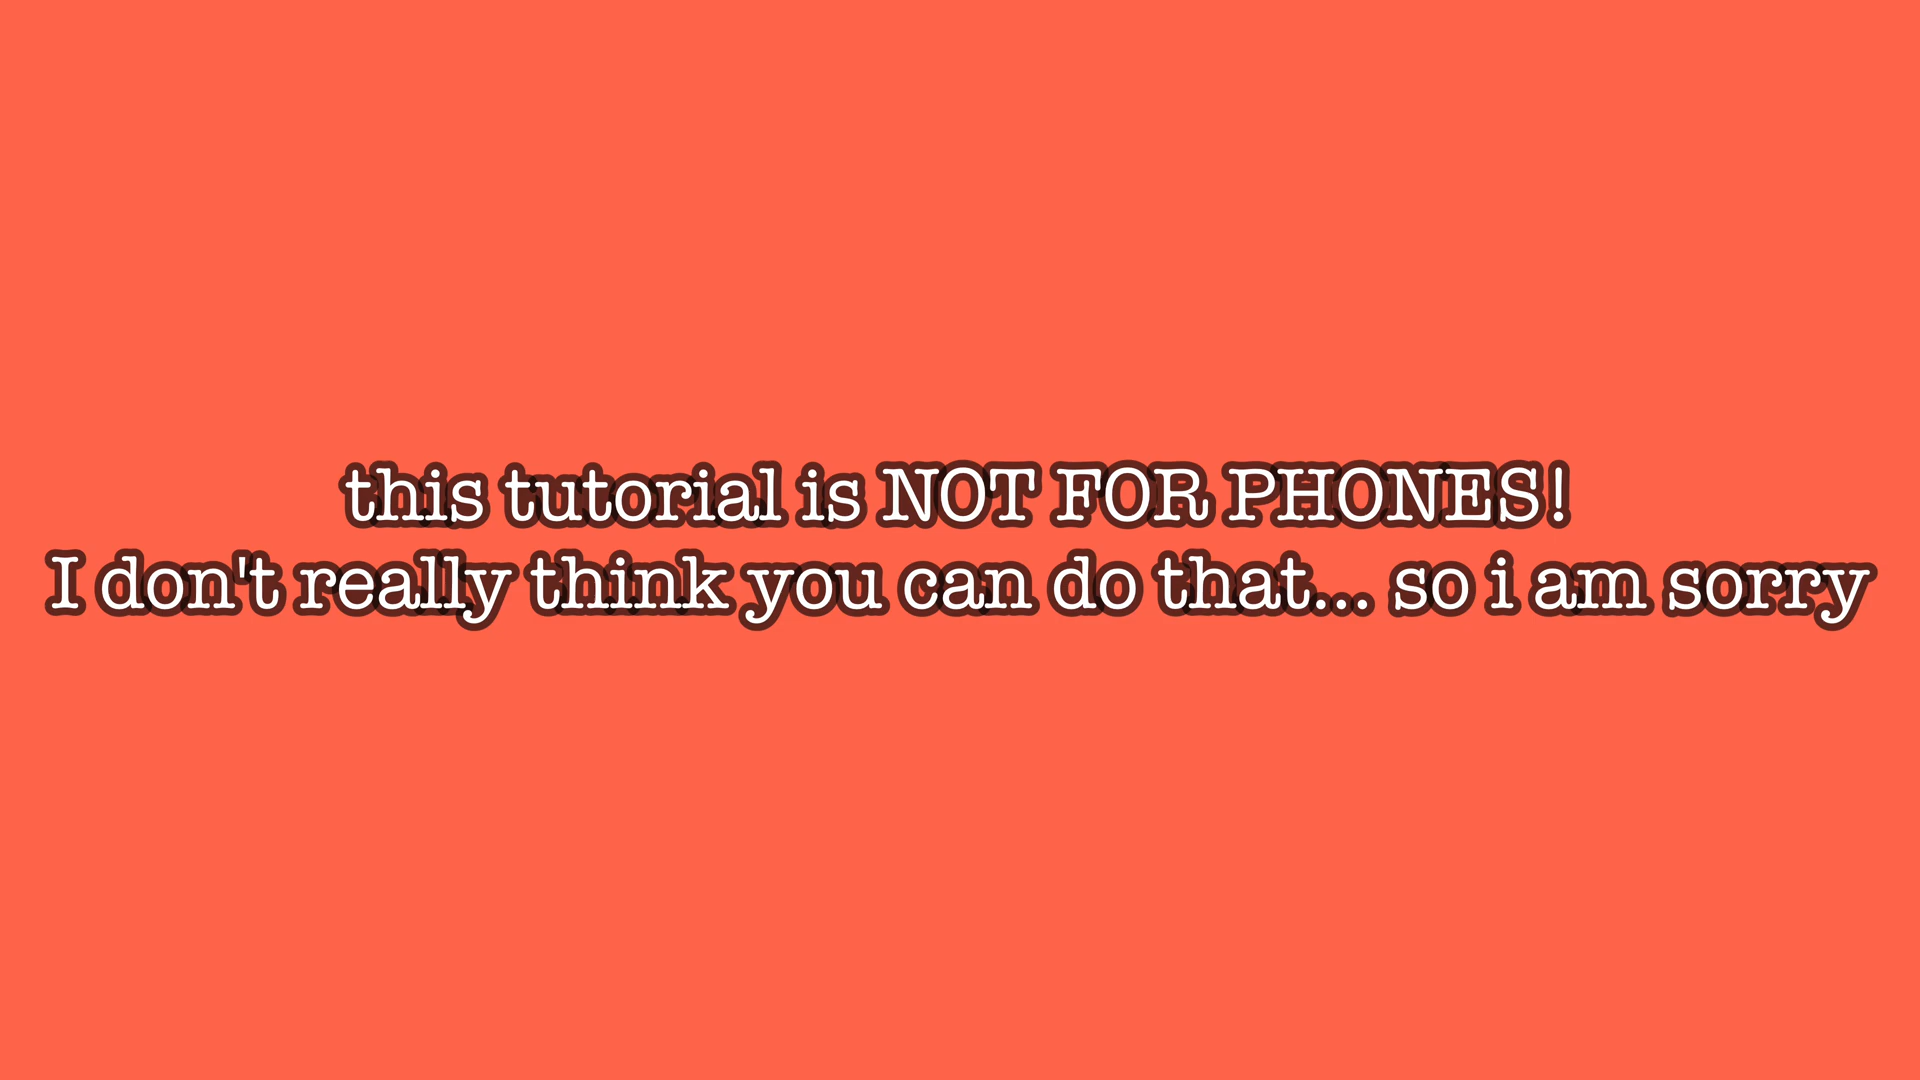 this tutorial is NOT FOR PHONES!
I don't really think you can do that... so i am sorry